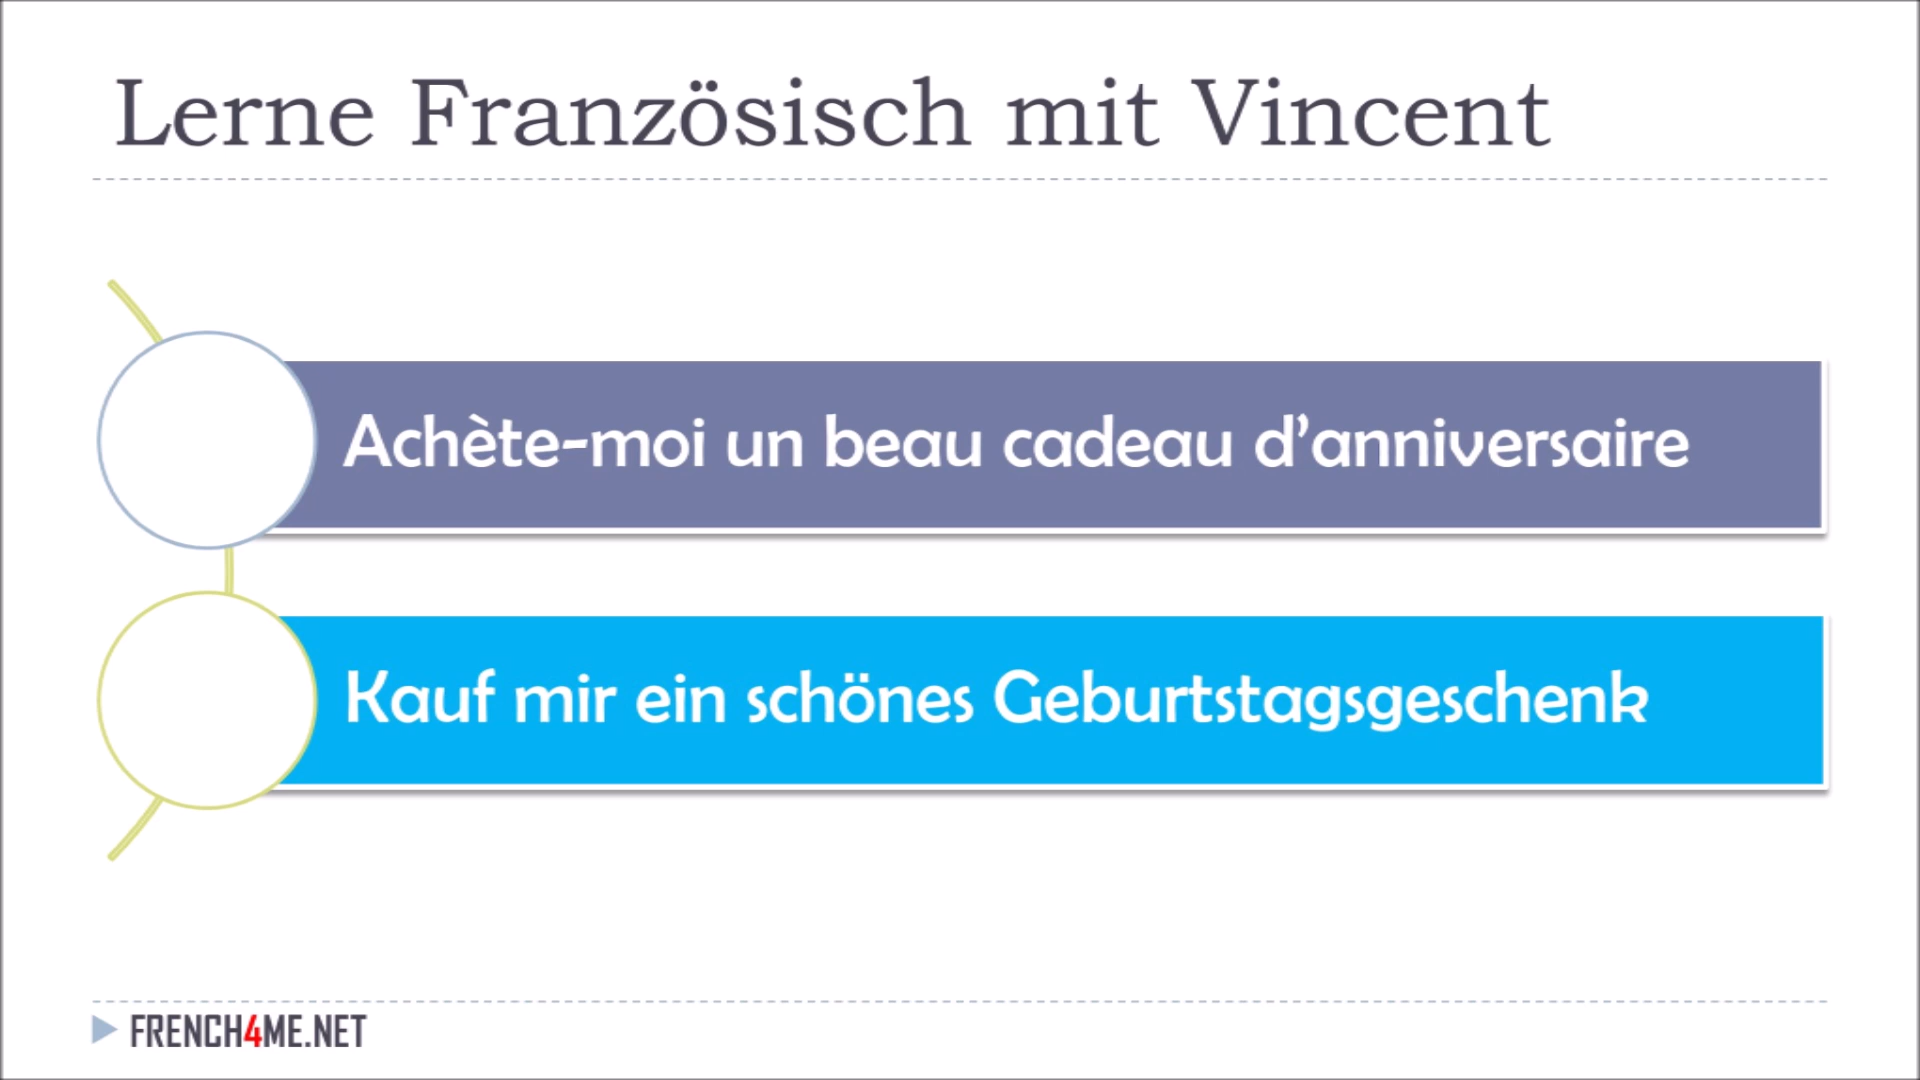 Lerne Französisch mit Vincent
Achète-moi un beau cadeau d’anniversaire
Kauf mir ein schönes Geburtstagsgeschenk
FRENCH4ME.NET